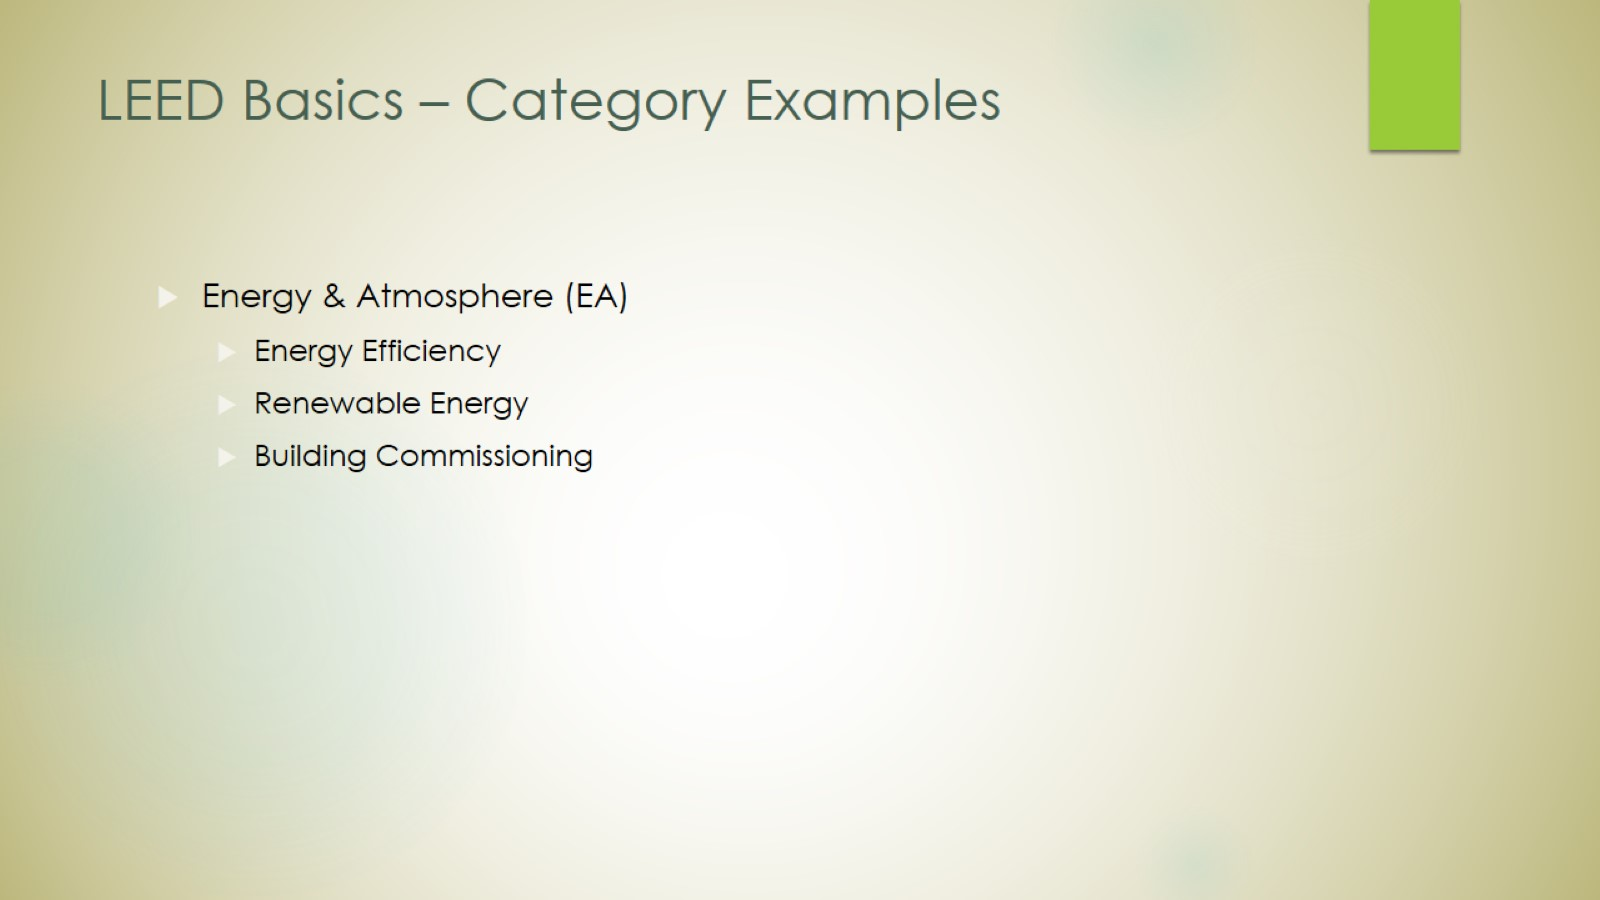 LEED Basics – Category Examples
Energy & Atmosphere (EA)
Energy Efficiency
Renewable Energy
Building Commissioning